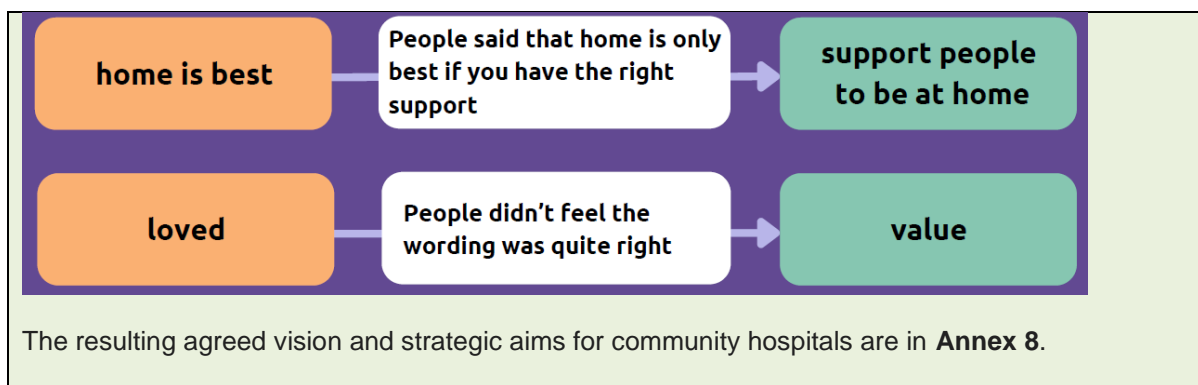 home is best
People said that home is only
best if you have the right
support
support people
to be at home
loved
People didn't feel the
wording was quite right
value
The resulting agreed vision and strategic aims for community hospitals are in Annex 8.